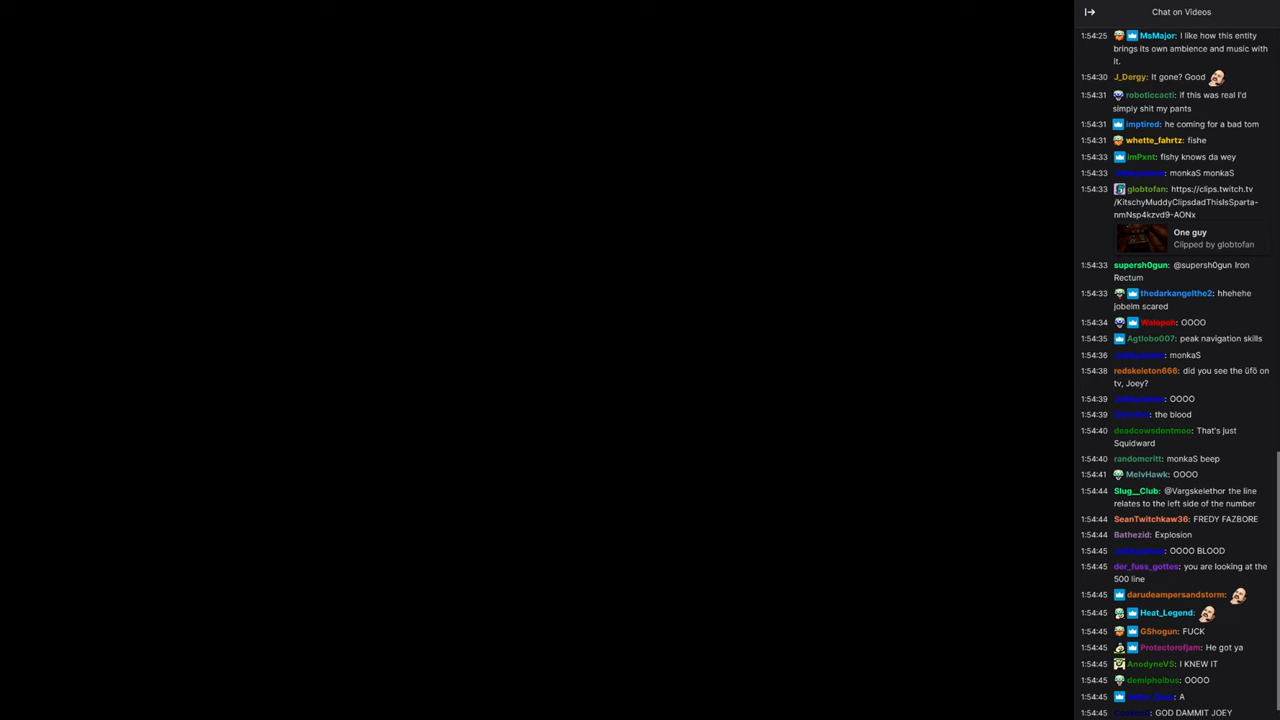 Chat on Videos
1:54:25 MsMajor: I like how this entity
brings its own ambience and music with
it.
1:54:30 J_Dergy: It gone? Good
1:54:31 roboticcacti: if this was real I'd
simply shit my pants
1:54:31 imptired: he coming for a bad tom
1:54:31 whette_fahrtz: fishe
1:54:33 imPxnt: fishy knows da wey
1:54:33 : monkaS monkaS
1:54:33 globtofan: https://clips.twitch.tv
/KitschyMuddyClipsdadThisIsSparta-
nmNsp4kzvd9-AONx
One guy
Clipped by globtofan
1:54:33 supersh0gun: @supersh0gun Iron
Rectum
1:54:33 thedarkangelthe2: hhehehe
jobelm scared
1:54:34 Walopoh: OOOO
1:54:35 Agtlobo007: peak navigation skills
1:54:36 : monkaS
1:54:38 redskeleton666: did you see the üfö on
tv, Joey?
1:54:39 : OOOO
1:54:39 : the blood
1:54:40 deadcowsdontmoo: That's just
Squidward
1:54:40 randomcritt: monkaS beep
1:54:41 MelvHawk: OOOO
1:54:44 Slug__Club: @Vargskelethor the line
relates to the left side of the number
1:54:44 SeanTwitchkaw36: FREDY FAZBORE
1:54:44 Bathezid: Explosion
1:54:45 : OOOO BLOOD
1:54:45 der_fuss_gottes: you are looking at the
500 line
1:54:45 darudeampersandstorm:
1:54:45 Heat_Legend:
1:54:45 GShogun: FUCK
1:54:45 Protectorofjam: He got ya
1:54:45 AnodyneVS: I KNEW IT
1:54:45 demipholbus: OOOO
1:54:45 : A
1:54:45 : GOD DAMMIT JOEY